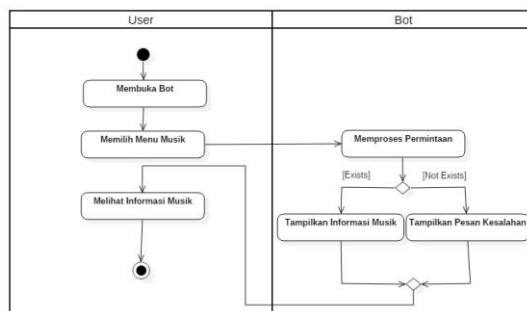 User
Bot
Membuka Bot
Memilih Menu Musik
Memproses Permintaan
[Exists]
[Not Exists]
Melihat Informasi Musik
Tampilkan Informasi Musik
Tampilkan Pesan Kesalahan